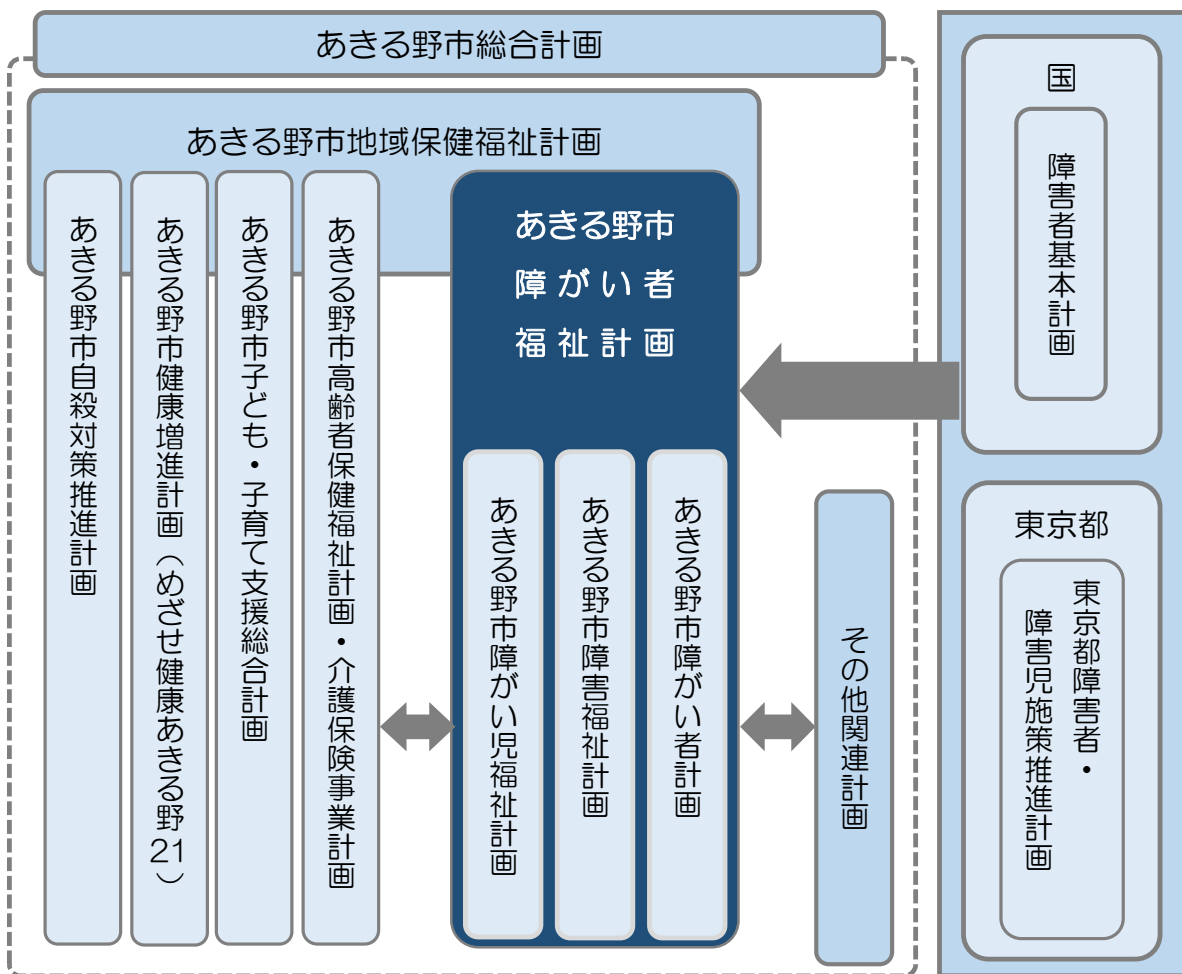 あきる野市総合計画
あきる野市地域保健福祉計画
あきる野市自殺対策推進計画
あきる野市健康増進計画（めざせ健康あきる野21）
あきる野市子ども・子育て支援総合計画
あきる野市高齢者保健福祉計画・介護保険事業計画
あきる野市
障がい者
福祉計画
あきる野市障がい児福祉計画
あきる野市障害福祉計画
あきる野市障がい者計画
その他関連計画
国
障害者基本計画
東京都
東京都障害者・
障害児施策推進計画